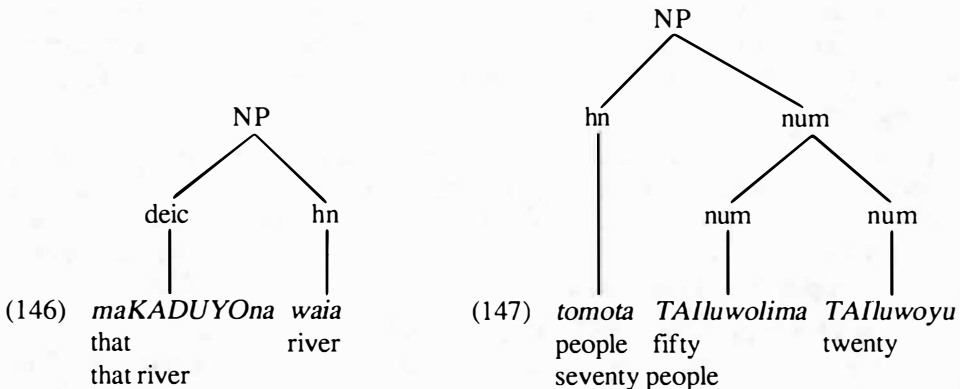 NP
NP
hn num
deic hn num num
(146) maKADUYOna waia (147) tomota TAIluwolima TAIluwoyu
that river people fifty twenty
that river seventy people